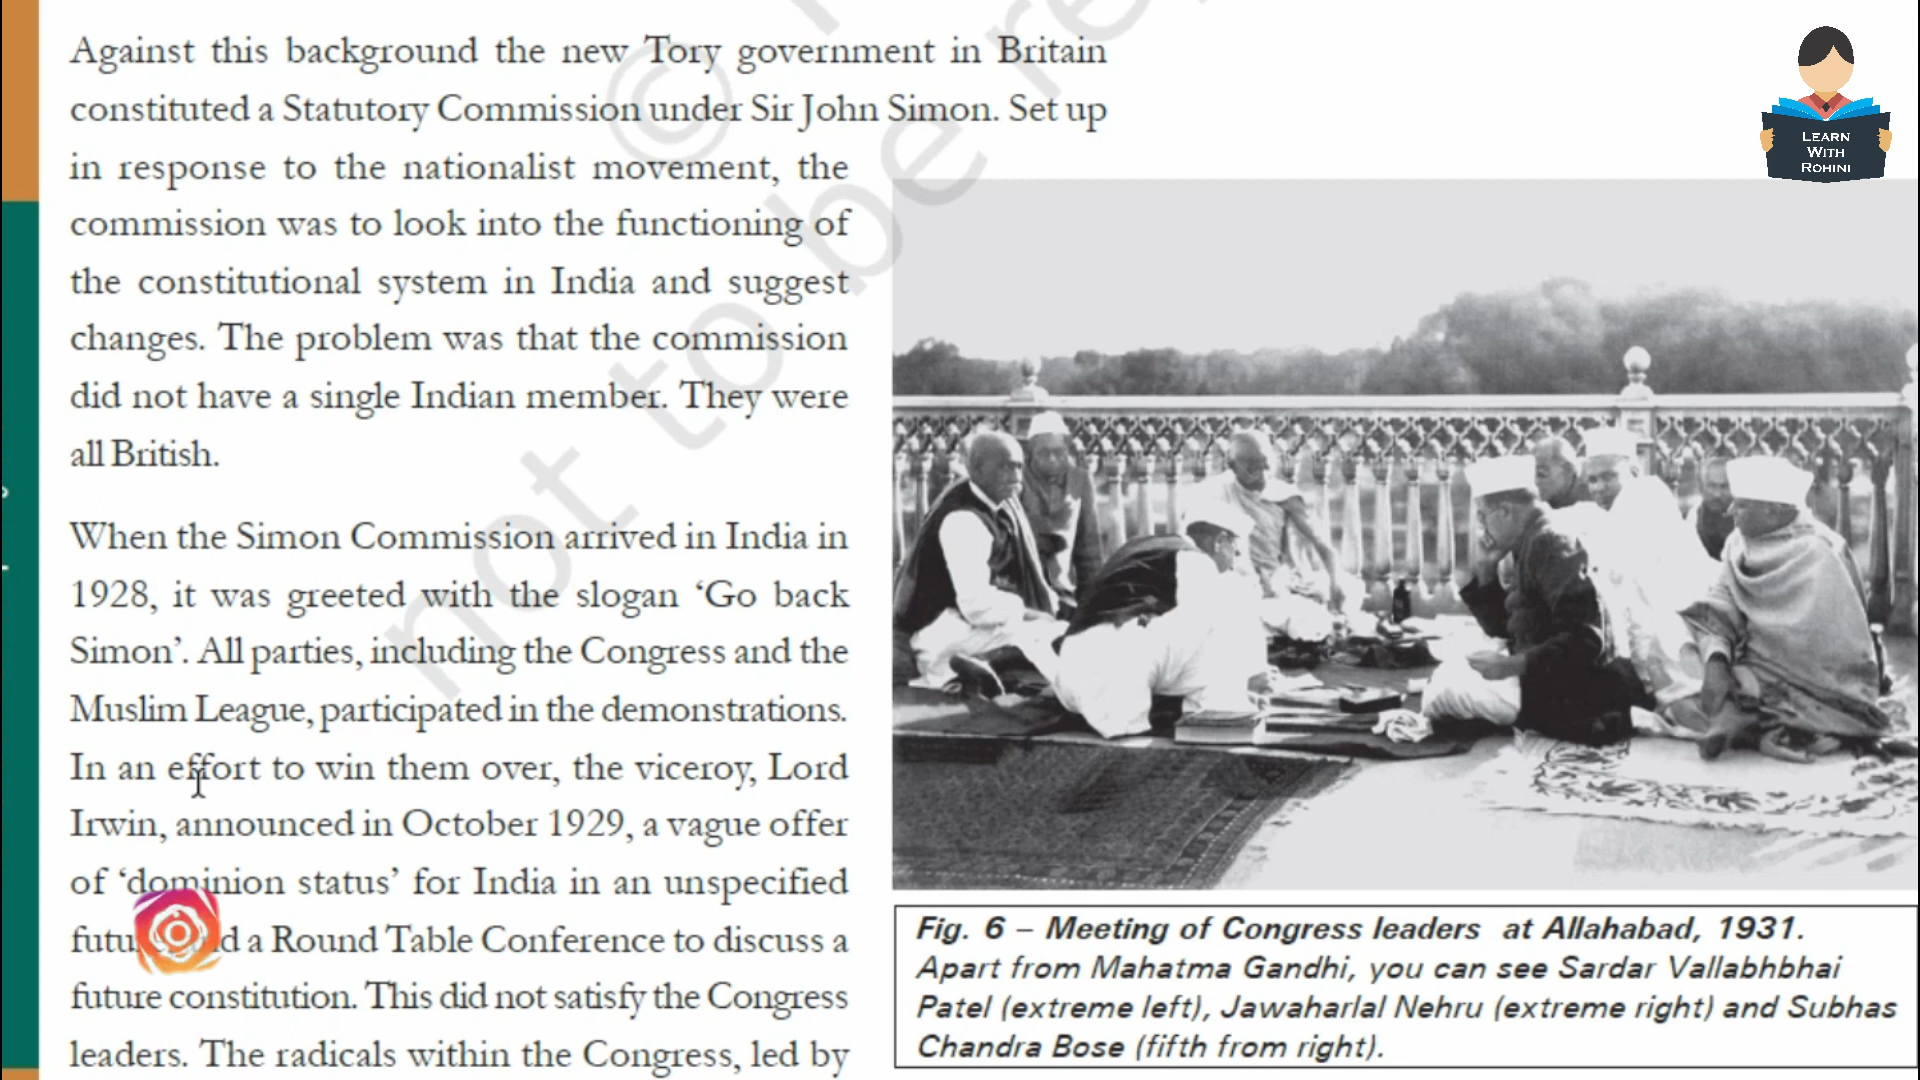 Against this background the new Tory government in Britain
constituted a Statutory Commission under Sir John Simon. Set up
in response to the nationalist movement, the
commission was to look into the functioning of
the constitutional system in India and suggest
changes. The problem was that the commission
did not have a single Indian member. They were
all British.
When the Simon Commission arrived in India in
1928, it was greeted with the slogan ‘Go back
Simon’. All parties, including the Congress and the
Muslim League, participated in the demonstrations.
In an effort to win them over, the viceroy, Lord
Irwin, announced in October 1929, a vague offer
of ‘dominion status’ for India in an unspecified
a Round Table Conference to discuss a
future constitution. This did not satisfy the Congress
leaders. The radicals within the Congress, led by
LEARN
WITH
ROHINI
Fig. 6 – Meeting of Congress leaders at Allahabad, 1931.
Apart from Mahatma Gandhi, you can see Sardar Vallabhbhai
Patel (extreme left), Jawaharlal Nehru (extreme right) and Subhas
Chandra Bose (fifth from right).
© not to be